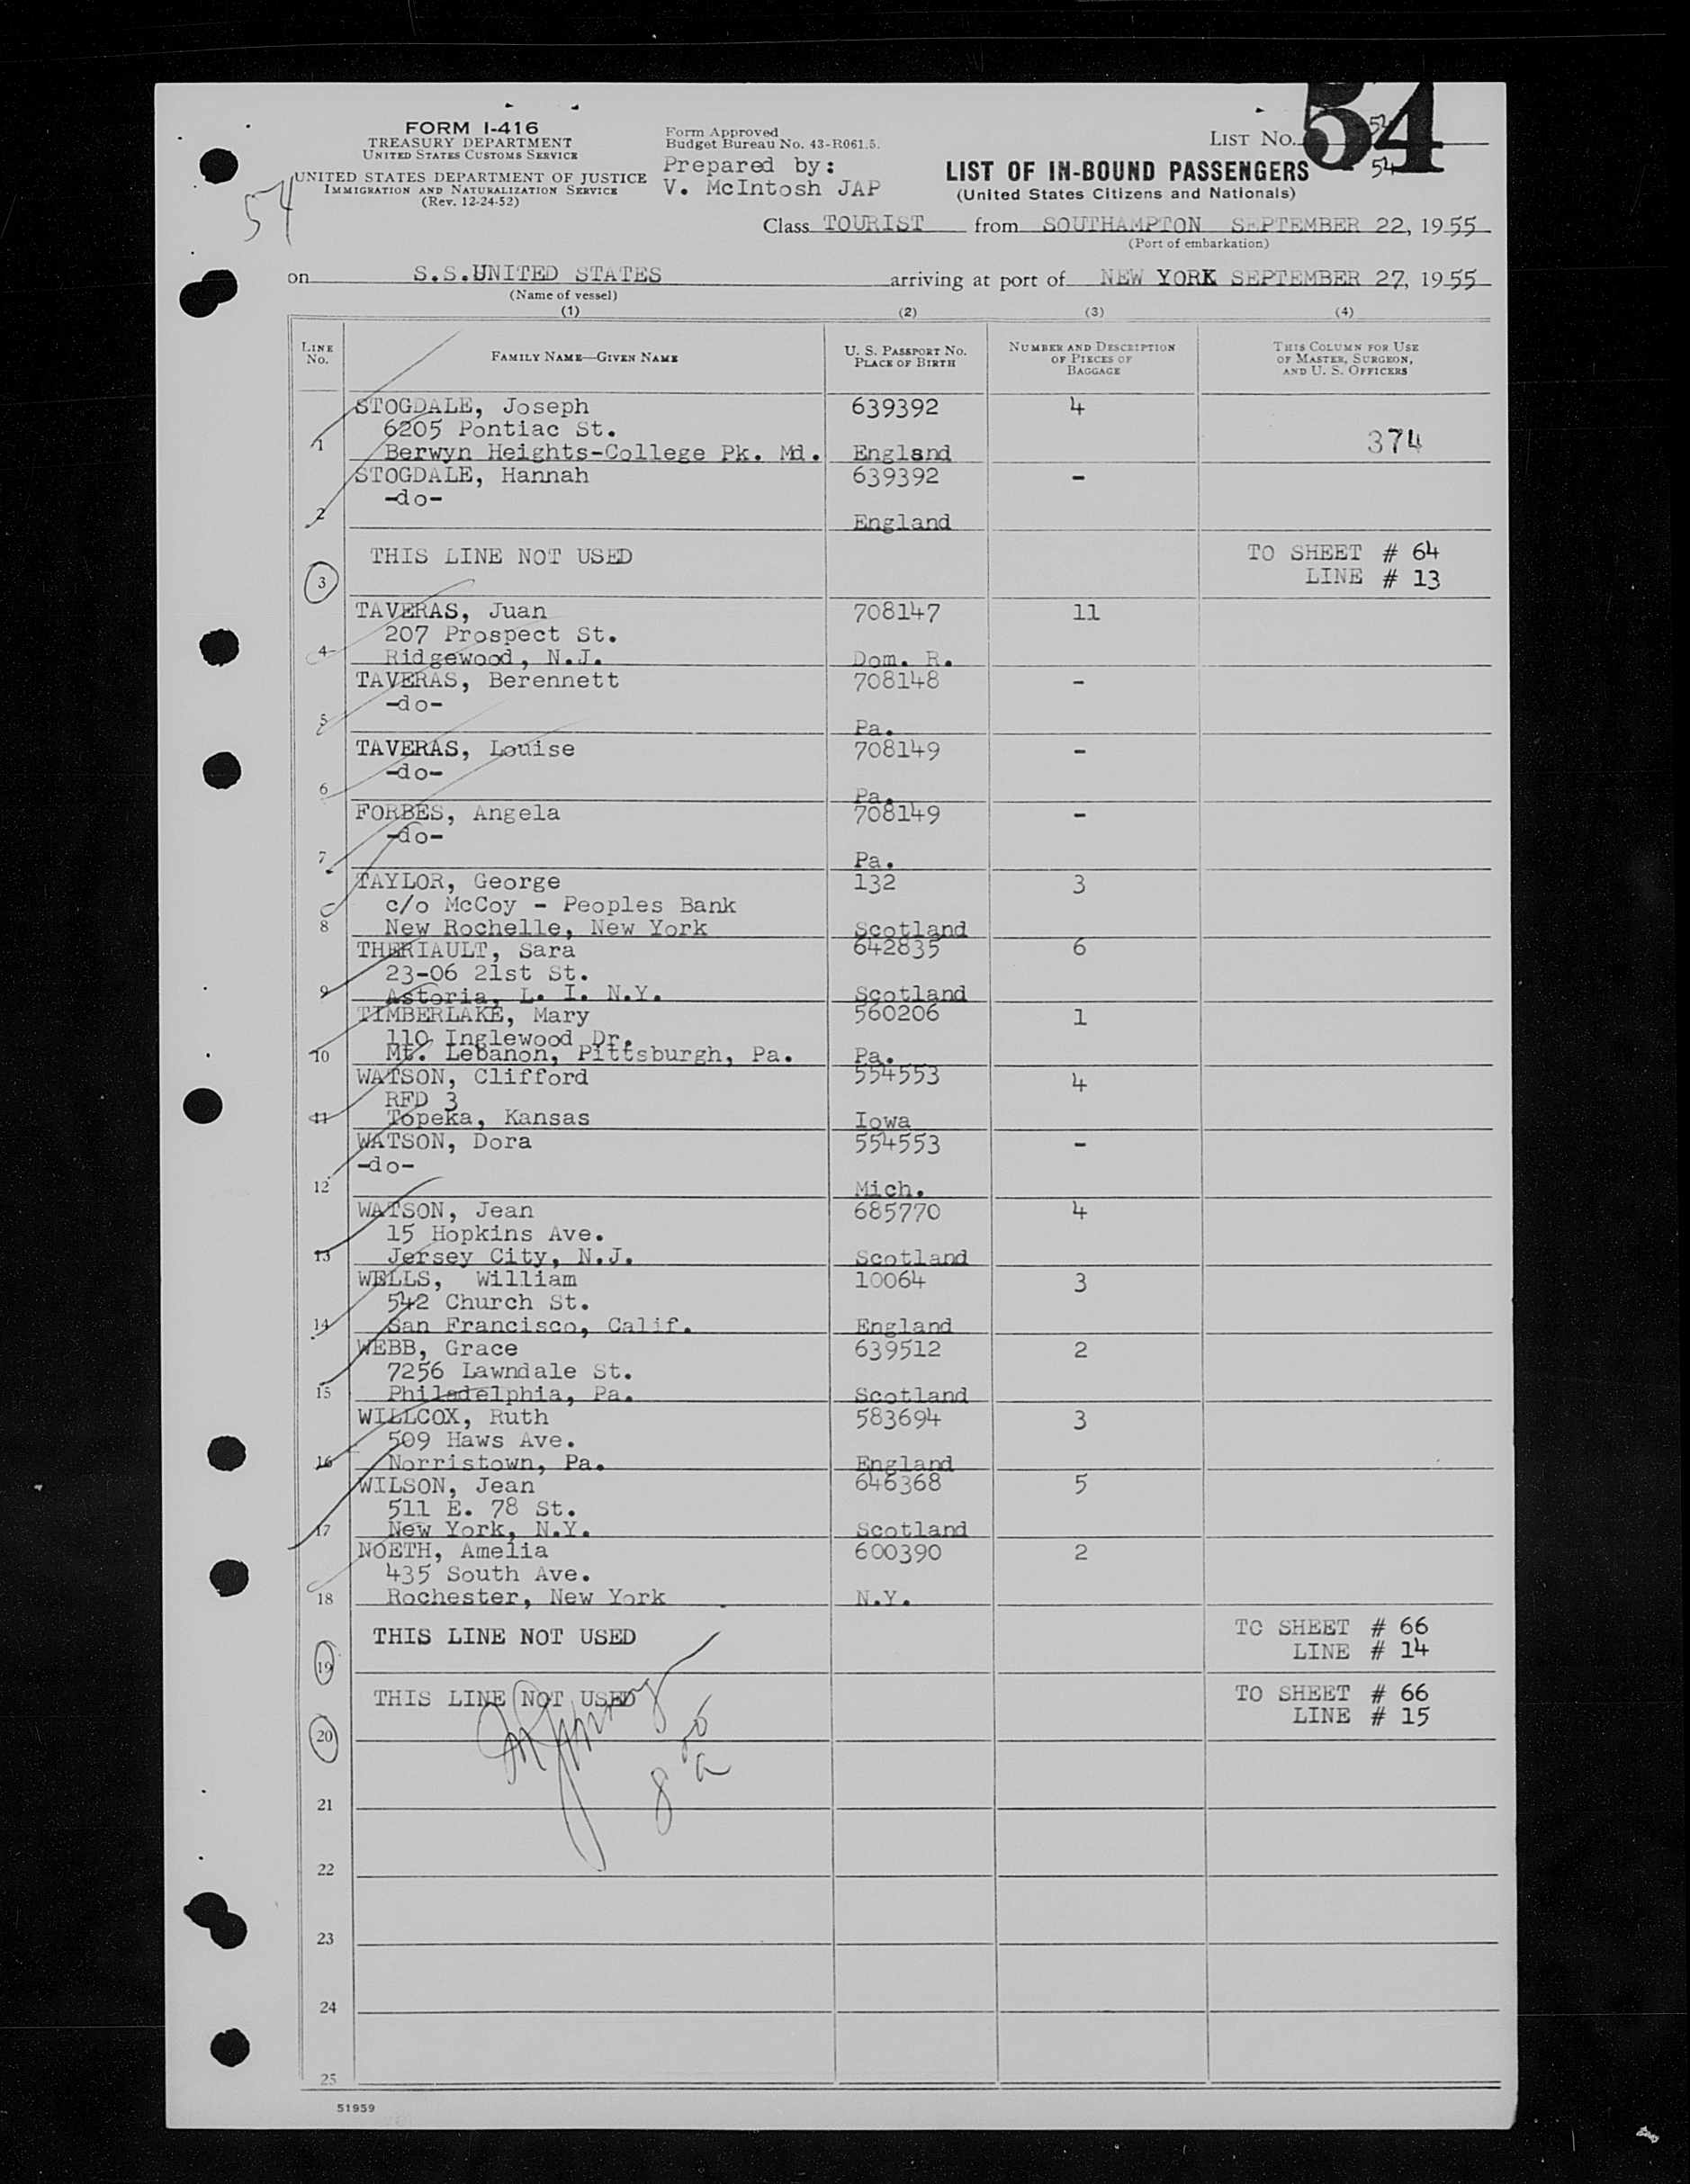 54
FORM I-416
TREASURY DEPARTMENT
UNITED STATES CUSTOMS SERVICE
UNITED STATES DEPARTMENT OF JUSTICE
IMMIGRATION AND NATURALIZATION SERVICE
(Rev. 12-24-52)
54
Form Approved
Budget Bureau No. 43-R061.5.
Prepared by:
V. McIntosh JAP
LIST NO. 52
54
LIST OF IN-BOUND PASSENGERS
(United States Citizens and Nationals)
Class TOURIST from SOUTHAMPTON SEPTEMBER 22, 1955
(Port of embarkation)
on S.S.UNITED STATES arriving at port of NEW YORK SEPTEMBER 27, 1955
(Name of vessel)
(1) (2) (3) (4)
LINE NO. FAMILY NAME—GIVEN NAME U. S. PASSPORT NO. PLACE OF BIRTH NUMBER AND DESCRIPTION OF PIECES OF BAGGAGE THIS COLUMN FOR USE OF MASTER, SURGEON, AND U. S. OFFICERS
STOGDALE, Joseph 639392 4
6205 Pontiac St.
1 Berwyn Heights-College Pk. Md. England 374
STOGDALE, Hannah 639392 -
-do-
2 England
THIS LINE NOT USED TO SHEET # 64
3 LINE # 13
TAVERAS, Juan 708147 11
207 Prospect St.
4 Ridgewood, N.J. Dom. R.
TAVERAS, Berennett 708148 -
-do-
5 Pa.
TAVERAS, Louise 708149 -
-do-
6 Pa.
FORBES, Angela 708149 -
-do-
7 Pa.
TAYLOR, George 132 3
c/o McCoy - Peoples Bank
8 New Rochelle, New York Scotland
THERIAULT, Sara 642835 6
23-06 21st St.
9 Astoria, L. I. N.Y. Scotland
TIMBERLAKE, Mary 560206 1
110 Inglewood Dr.
10 Mt. Lebanon, Pittsburgh, Pa. Pa.
WATSON, Clifford 554553 4
RFD 3
11 Topeka, Kansas Iowa
WATSON, Dora 554553 -
-do-
12 Mich.
WATSON, Jean 685770 4
15 Hopkins Ave.
13 Jersey City, N.J. Scotland
WELLS, William 10064 3
542 Church St.
14 San Francisco, Calif. England
WEBB, Grace 639512 2
7256 Lawndale St.
15 Philadelphia, Pa. Scotland
WILLCOX, Ruth 583694 3
509 Haws Ave.
16 Norristown, Pa. England
WILSON, Jean 646368 5
511 E. 78 St.
17 New York, N.Y. Scotland
NOETH, Amelia 600390 2
435 South Ave.
18 Rochester, New York N.Y.
THIS LINE NOT USED TO SHEET # 66
19 LINE # 14
THIS LINE NOT USED TO SHEET # 66
20 LINE # 15
21
22
23
24
25
51959